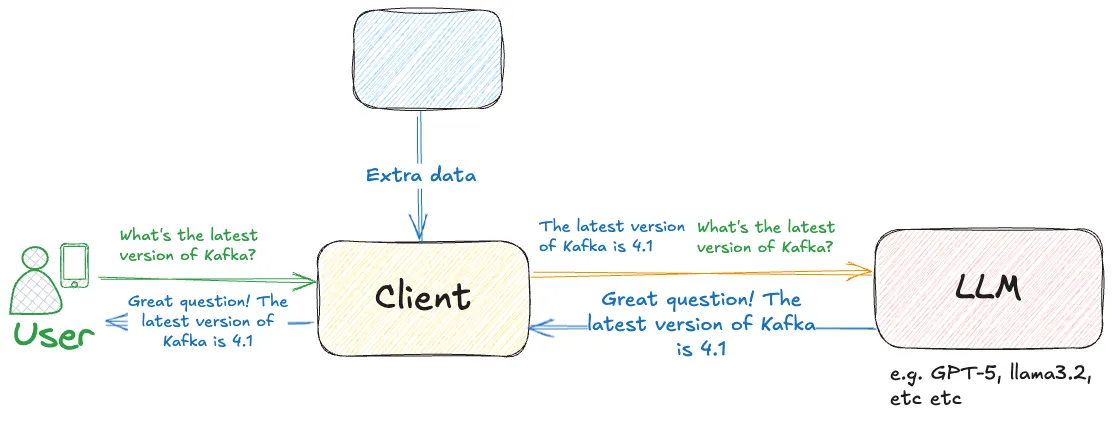 Extra data
What's the latest
version of Kafka?
The latest version
of Kafka is 4.1
What's the latest
version of Kafka?
Client
LLM
Great question! The
latest version of
Kafka is 4.1
Great question! The
latest version of Kafka
is 4.1
User
e.g. GPT-5, llama3.2,
etc etc